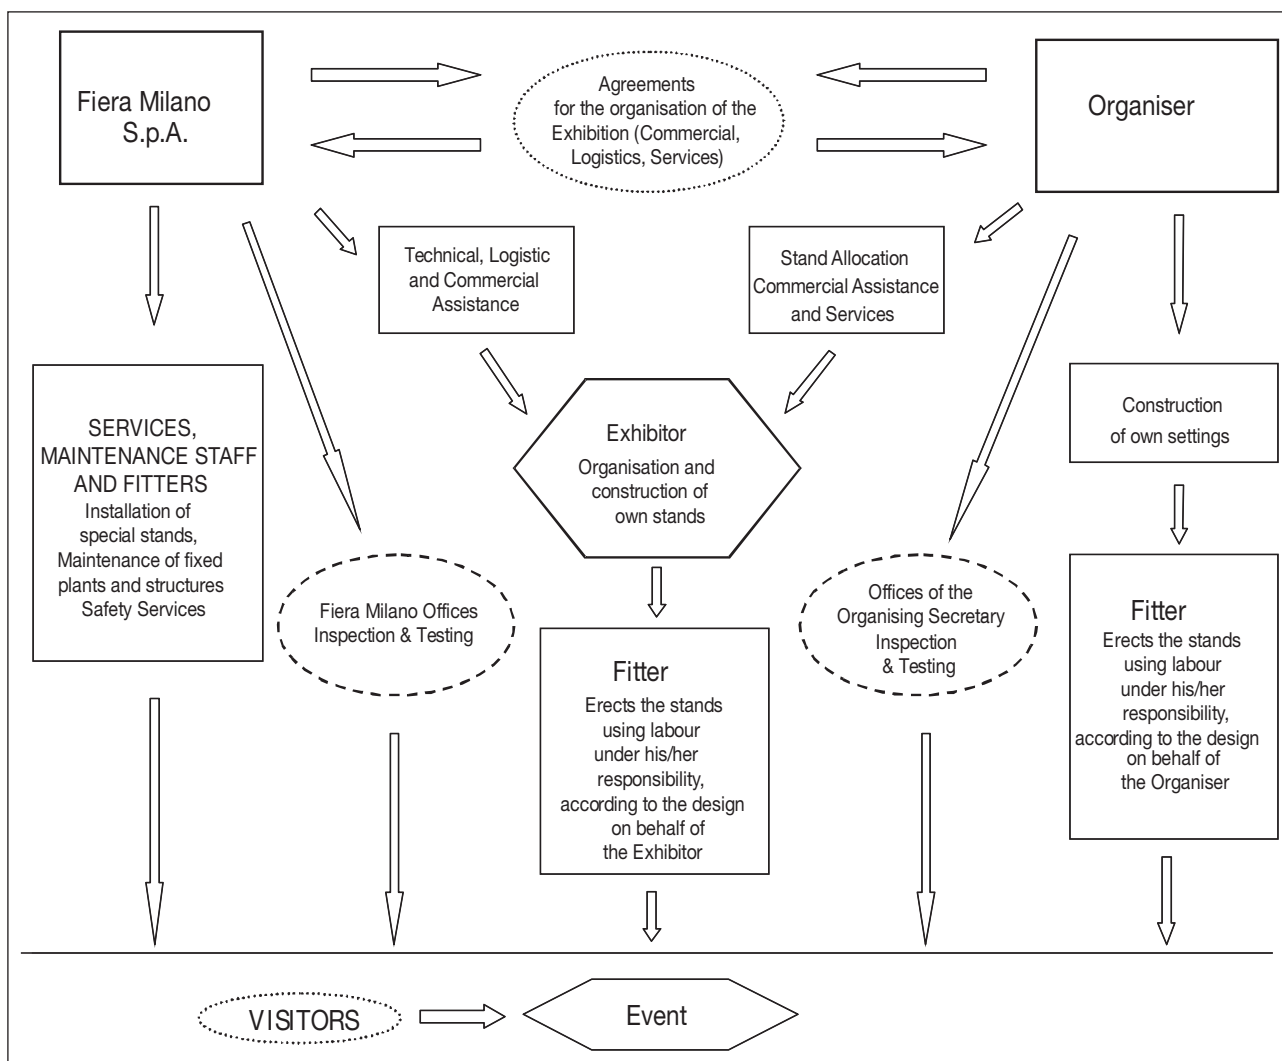 Fiera Milano
S.p.A.
Agreements
for the organisation of the
Exhibition (Commercial,
Logistics, Services)
Organiser
Technical, Logistic
and Commercial
Assistance
Stand Allocation
Commercial Assistance
and Services
SERVICES,
MAINTENANCE STAFF
AND FITTERS
Installation of
special stands,
Maintenance of fixed
plants and structures
Safety Services
Exhibitor
Organisation and
construction of
own stands
Construction
of own settings
Fiera Milano Offices
Inspection & Testing
Offices of the
Organising Secretary
Inspection
& Testing
Fitter
Erects the stands
using labour
under his/her
responsibility,
according to the design
on behalf of
the Exhibitor
Fitter
Erects the stands
using labour
under his/her
responsibility,
according to the design
on behalf of
the Organiser
VISITORS
Event